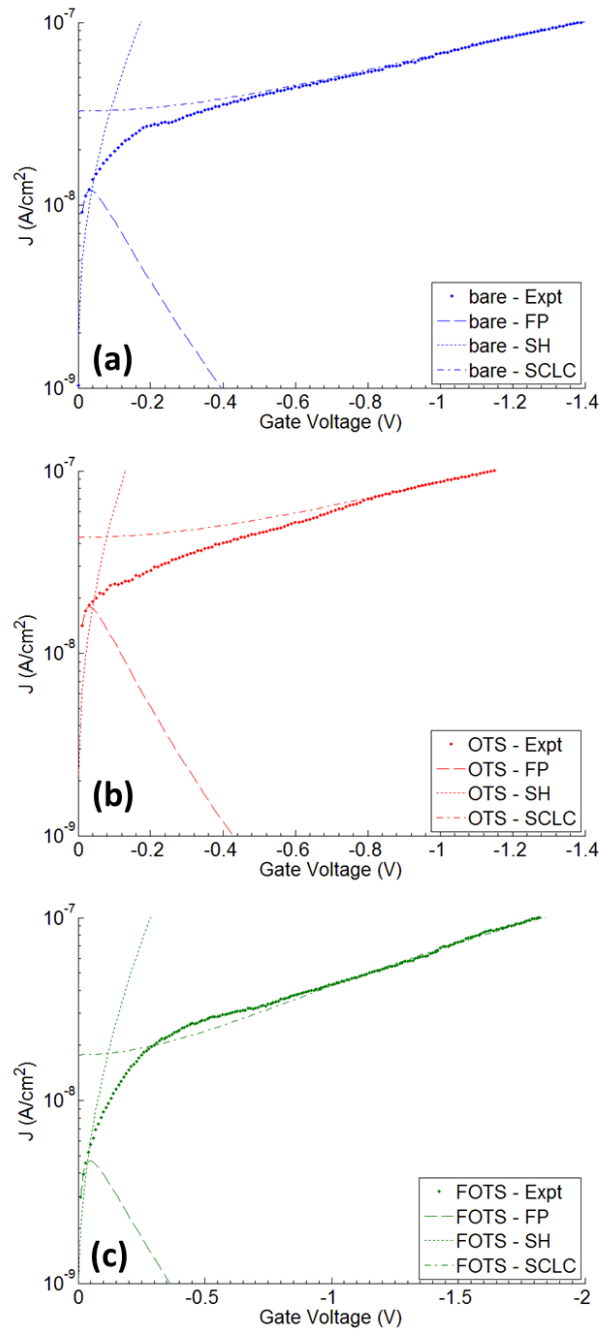 10⁻⁷
10⁻⁸
10⁻⁹
J (A/cm²)
bare - Expt
bare - FP
bare - SH
bare - SCLC
(a)
0 -0.2 -0.4 -0.6 -0.8 -1 -1.2 -1.4
Gate Voltage (V)
10⁻⁷
10⁻⁸
10⁻⁹
J (A/cm²)
OTS - Expt
OTS - FP
OTS - SH
OTS - SCLC
(b)
0 -0.2 -0.4 -0.6 -0.8 -1 -1.2 -1.4
Gate Voltage (V)
10⁻⁷
10⁻⁸
10⁻⁹
J (A/cm²)
FOTS - Expt
FOTS - FP
FOTS - SH
FOTS - SCLC
(c)
0 -0.5 -1 -1.5 -2
Gate Voltage (V)